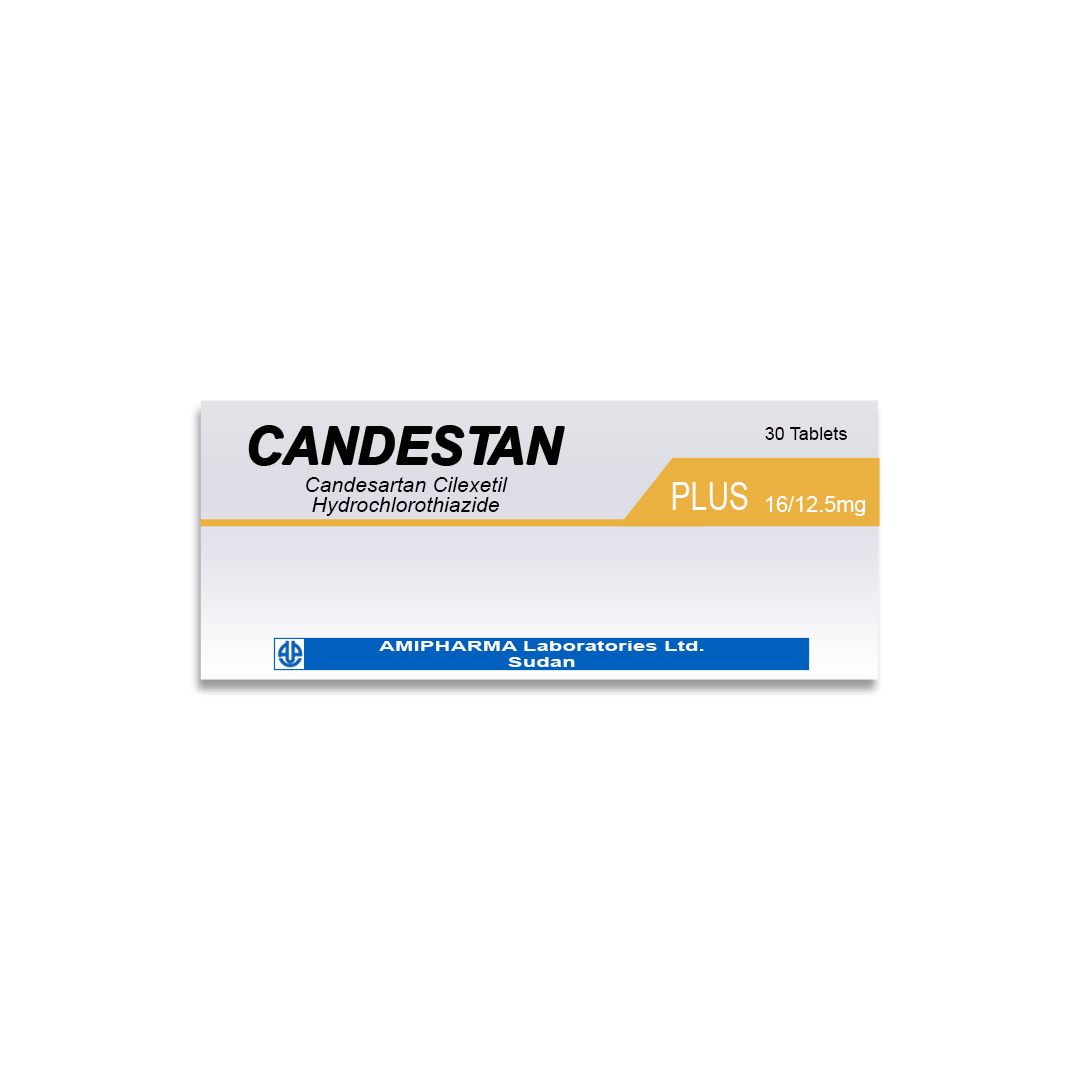 CANDESTAN
Candesartan Cilexetil
Hydrochlorothiazide
30 Tablets
PLUS 16/12.5mg
AMIPHARMA Laboratories Ltd.
Sudan